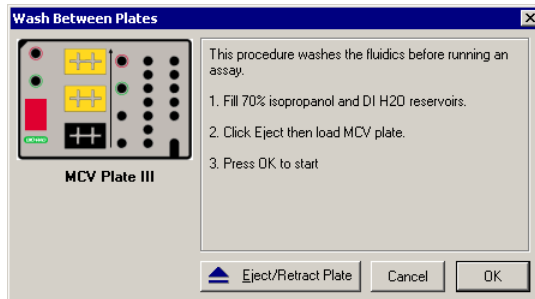 Wash Between Plates
This procedure washes the fluidics before running an
assay.
1. Fill 70% isopropanol and DI H2O reservoirs.
2. Click Eject then load MCV plate.
3. Press OK to start
MCV Plate III
Eject/Retract Plate
Cancel
OK